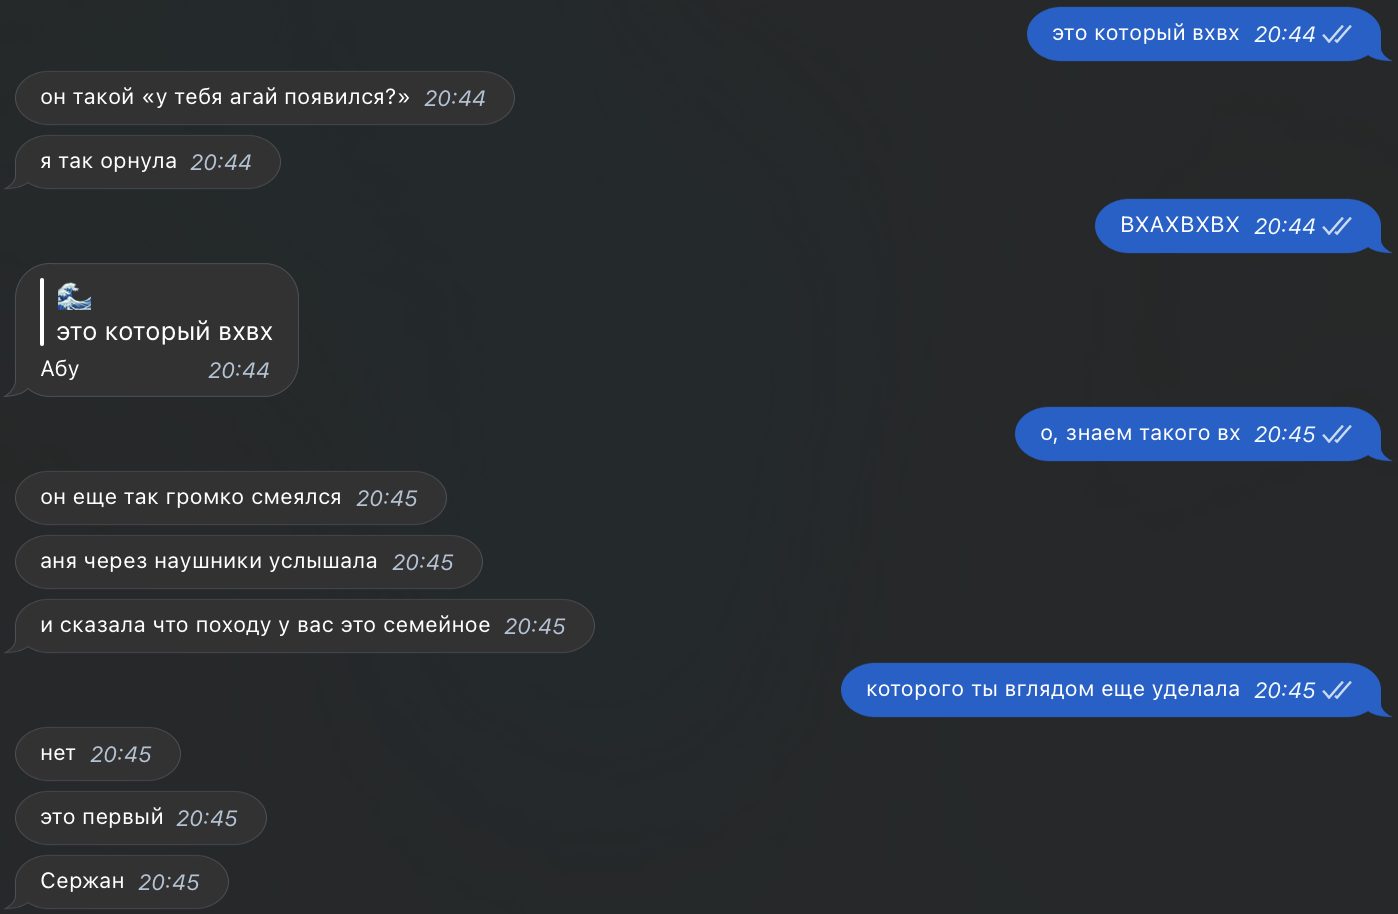 это который вхвх 20:44
он такой «у тебя агай появился?» 20:44
я так орнула 20:44
ВХАХВХВХ 20:44
🌊
это который вхвх
Абу 20:44
о, знаем такого вх 20:45
он еще так громко смеялся 20:45
аня через наушники услышала 20:45
и сказала что походу у вас это семейное 20:45
которого ты вглядом еще уделала 20:45
нет 20:45
это первый 20:45
Сержан 20:45